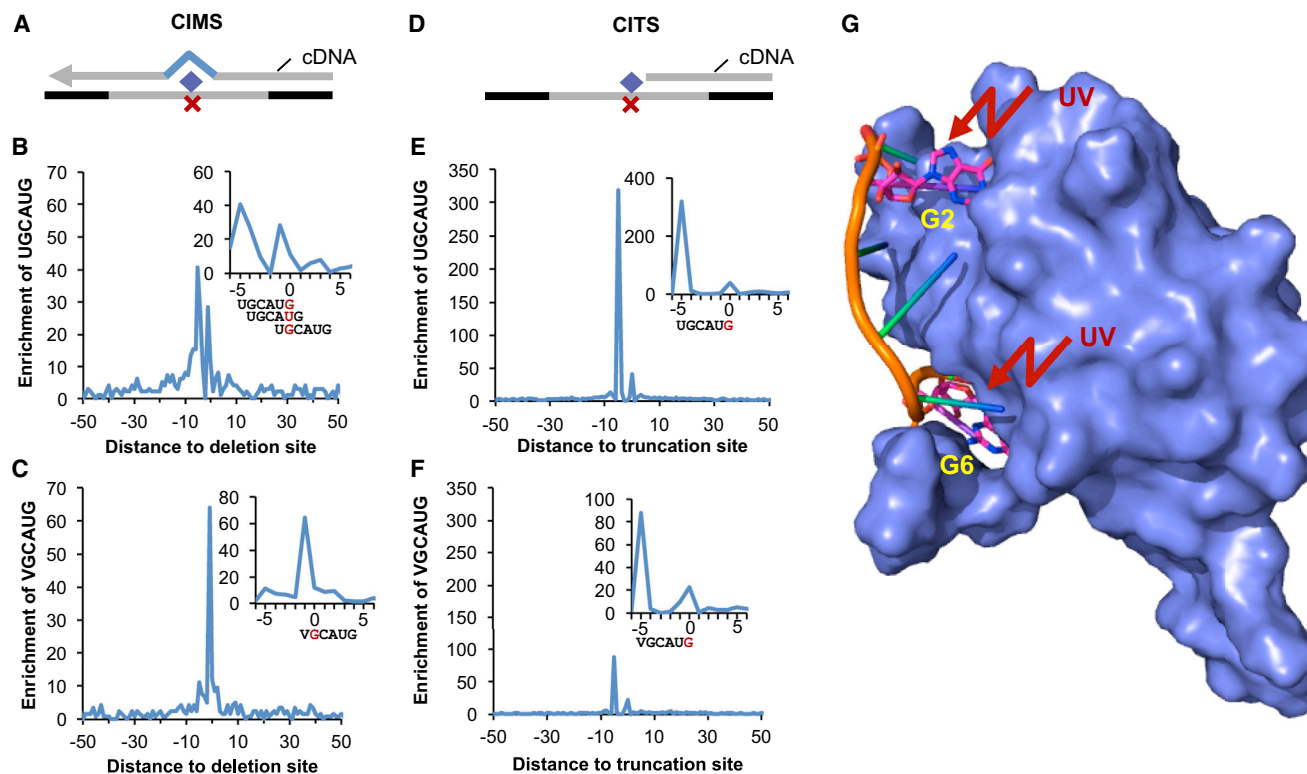 A
CIMS
cDNA
B
Enrichment of UGCAUG
70
60
50
40
30
20
10
0
-50
-30
-10
10
30
50
Distance to deletion site
60
40
20
0
-5
0
5
UGCAUG
UGCAUG
UGCAUG
C
Enrichment of VGCAUG
70
60
50
40
30
20
10
0
-50
-30
-10
10
30
50
Distance to deletion site
80
60
40
20
0
-5
0
5
VGCAUG
D
CITS
cDNA
E
Enrichment of UGCAUG
350
300
250
200
150
100
50
0
-50
-30
-10
10
30
50
Distance to truncation site
400
200
0
-5
0
5
UGCAUG
F
Enrichment of VGCAUG
350
300
250
200
150
100
50
0
-50
-30
-10
10
30
50
Distance to truncation site
100
80
60
40
20
0
-5
0
5
VGCAUG
G
UV
G2
UV
G6